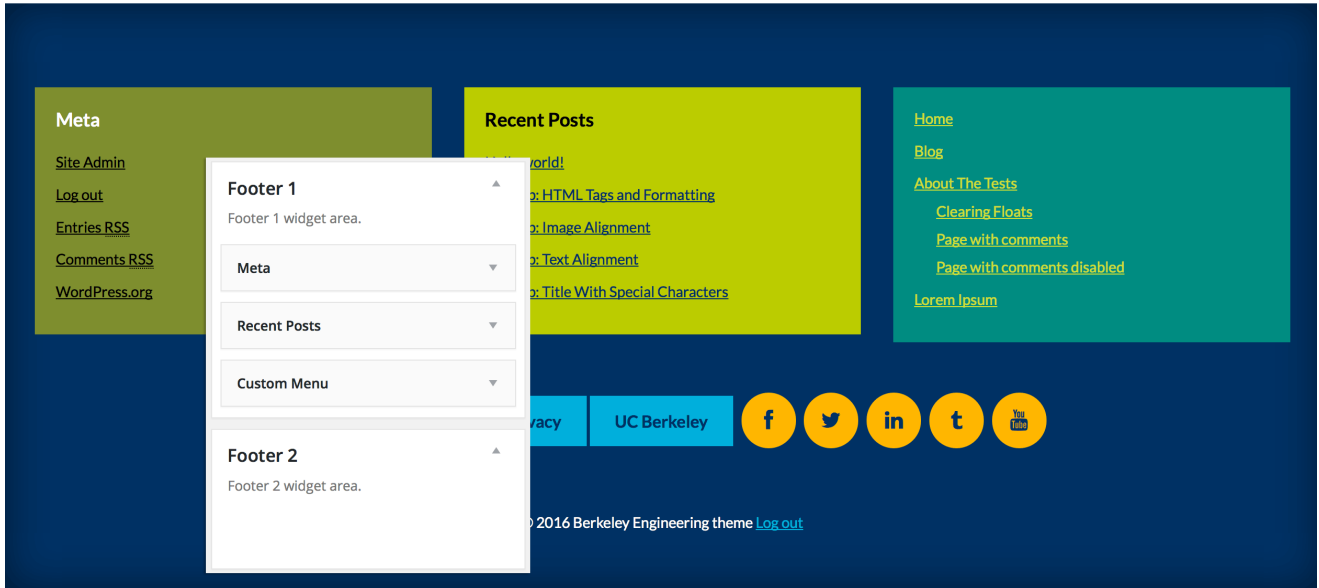 Meta
Site Admin
Log out
Entries RSS
Comments RSS
WordPress.org
Footer 1
Footer 1 widget area.
Meta
Recent Posts
Custom Menu
Footer 2
Footer 2 widget area.
Recent Posts
world!
HTML Tags and Formatting
Image Alignment
Text Alignment
Title With Special Characters
Home
Blog
About The Tests
Clearing Floats
Page with comments
Page with comments disabled
Lorem Ipsum
UC Berkeley
f
in
t
You
Tube
2016 Berkeley Engineering theme Log out